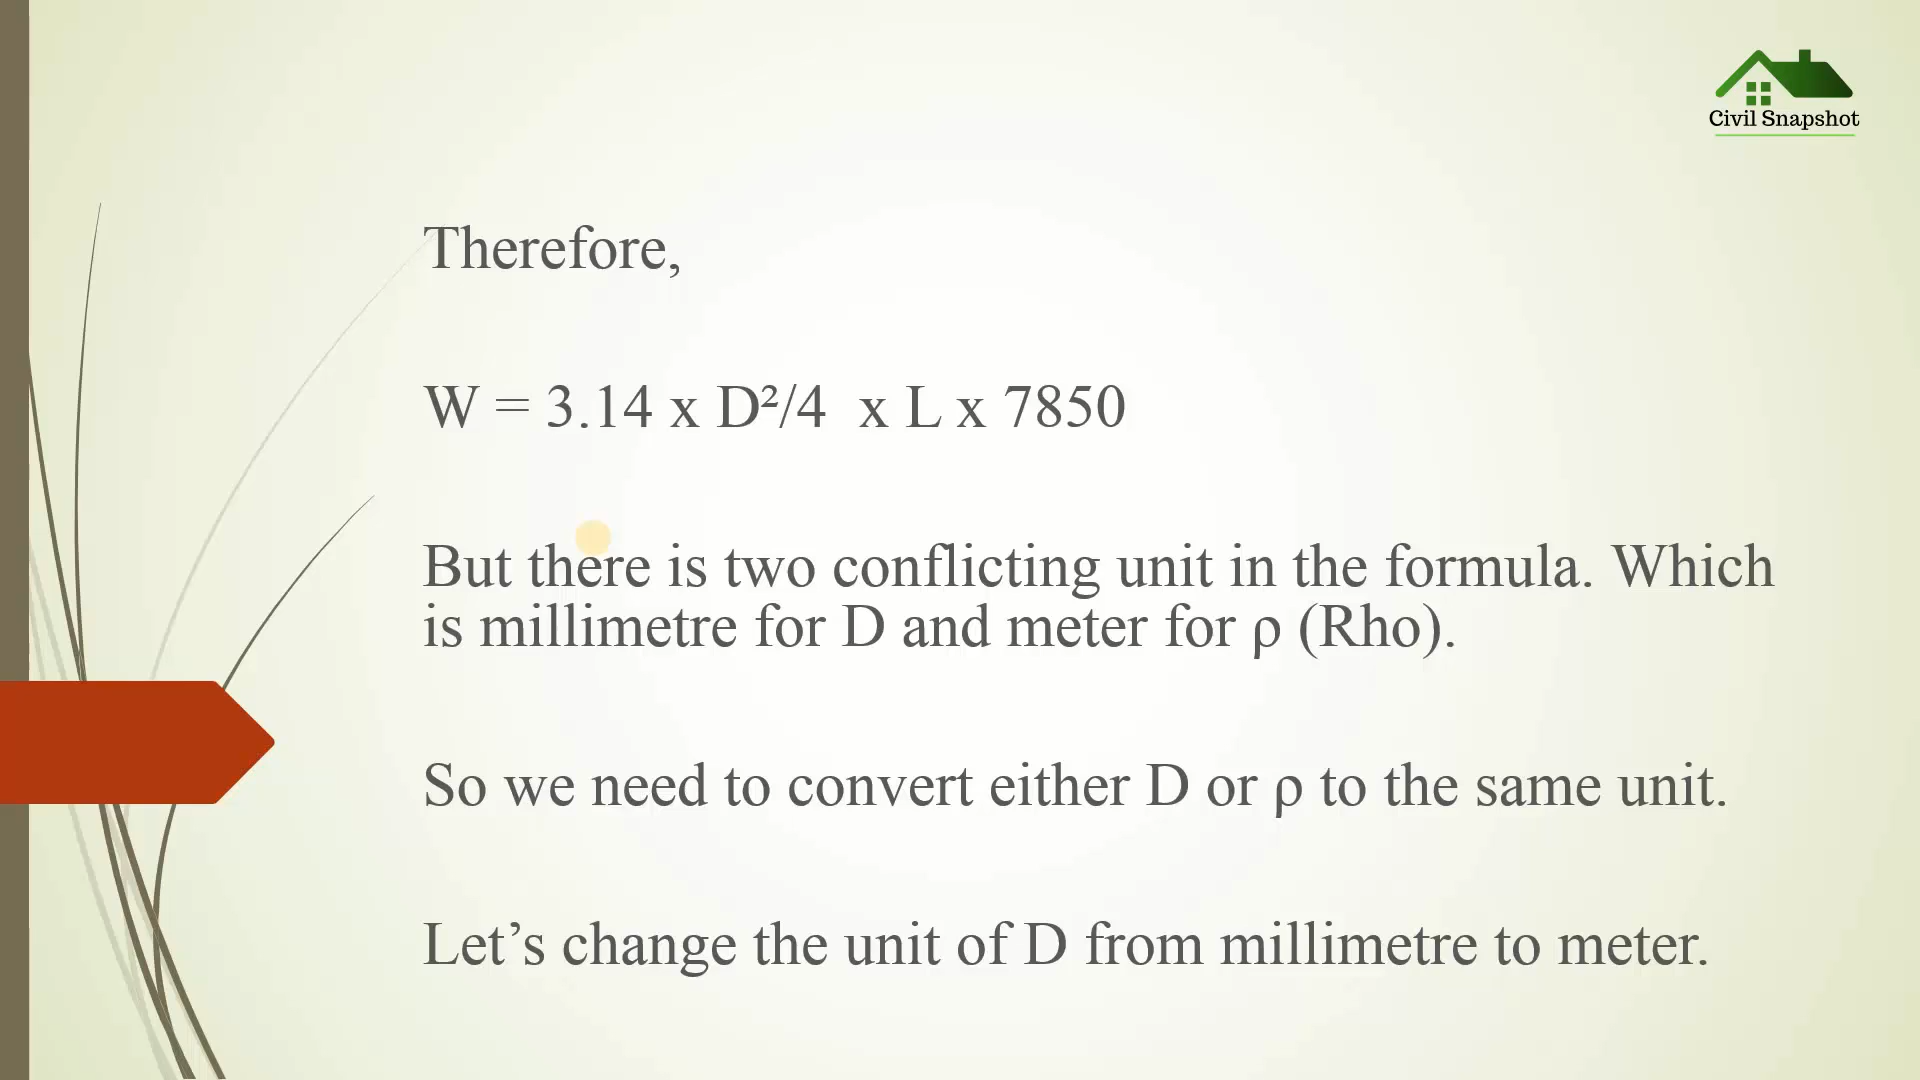 Civil Snapshot
Therefore,
W = 3.14 x D²/4 x L x 7850
But there is two conflicting unit in the formula. Which
is millimetre for D and meter for ρ (Rho).
So we need to convert either D or ρ to the same unit.
Let’s change the unit of D from millimetre to meter.